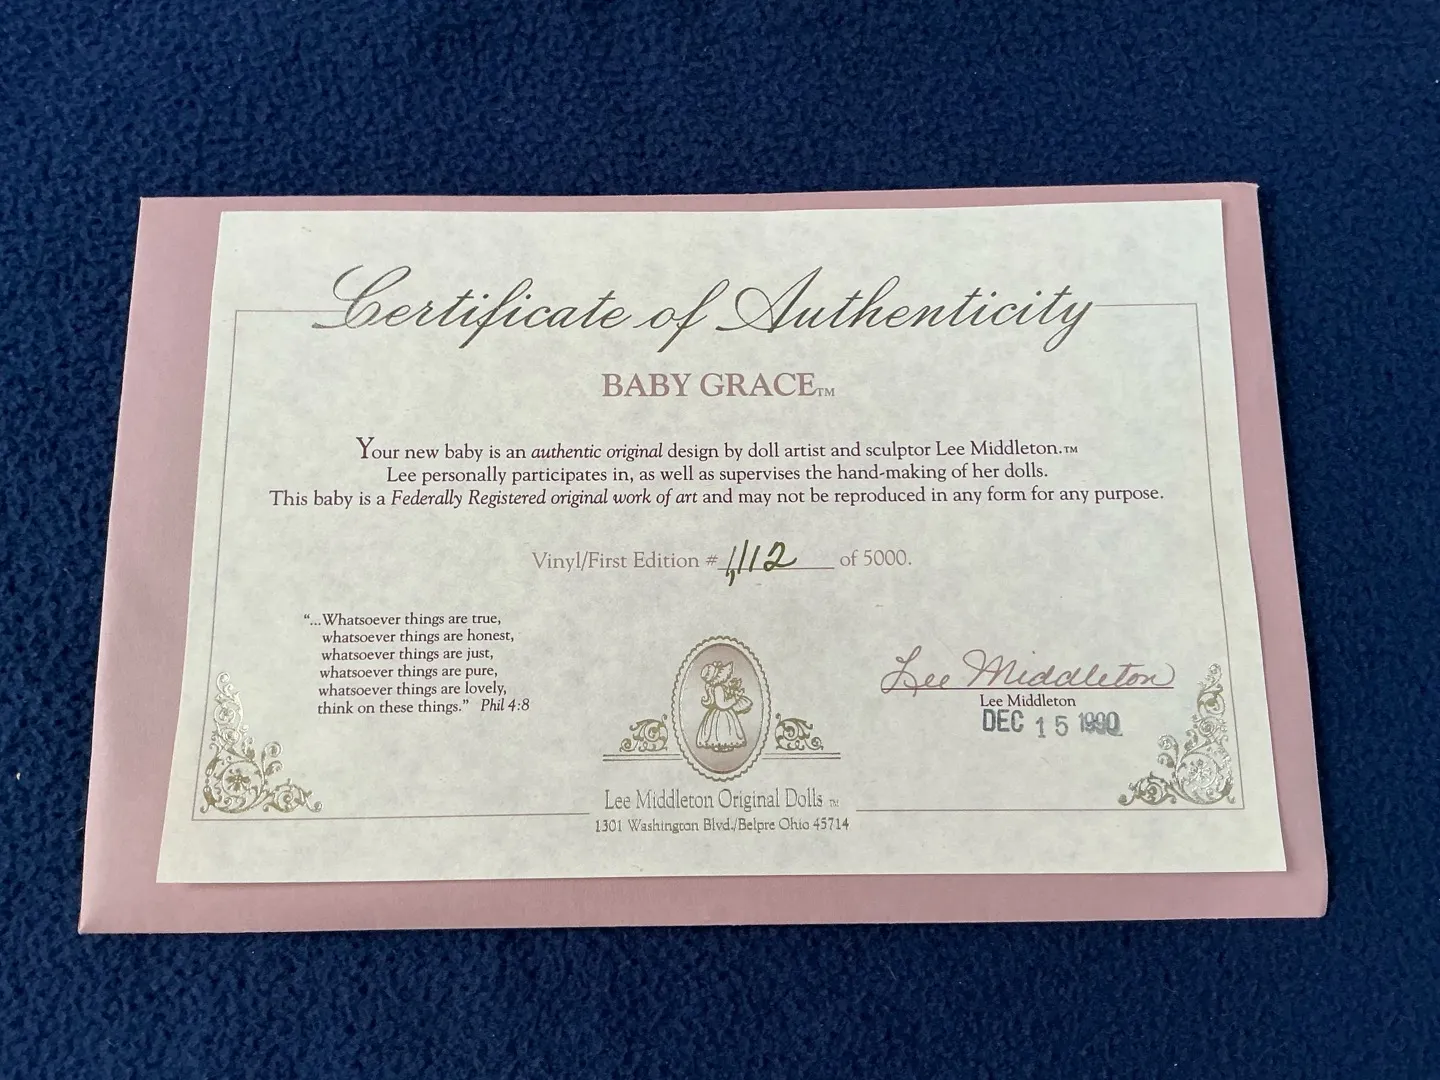 Certificate of Authenticity
BABY GRACE™
Your new baby is an authentic original design by doll artist and sculptor Lee Middleton.™
Lee personally participates in, as well as supervises the hand-making of her dolls.
This baby is a Federally Registered original work of art and may not be reproduced in any form for any purpose.
Vinyl/First Edition # 1,112 of 5000.
“...Whatsoever things are true,
whatsoever things are honest,
whatsoever things are just,
whatsoever things are pure,
whatsoever things are lovely,
think on these things.” Phil 4:8
Lee Middleton
Lee Middleton
DEC 15 1990
Lee Middleton Original Dolls ™
1301 Washington Blvd./Belpre Ohio 45714